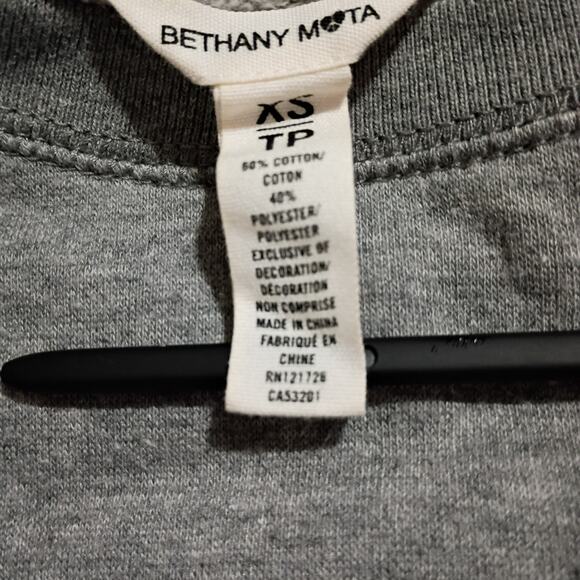 BETHANY MOTA
XS
TP
60% COTTON/
COTON
40%
POLYESTER/
POLYESTER
EXCLUSIVE OF
DECORATION/
DÉCORATION
NON COMPRISE
MADE IN CHINA
FABRIQUÉ EN
CHINE
RN121726
CA53201